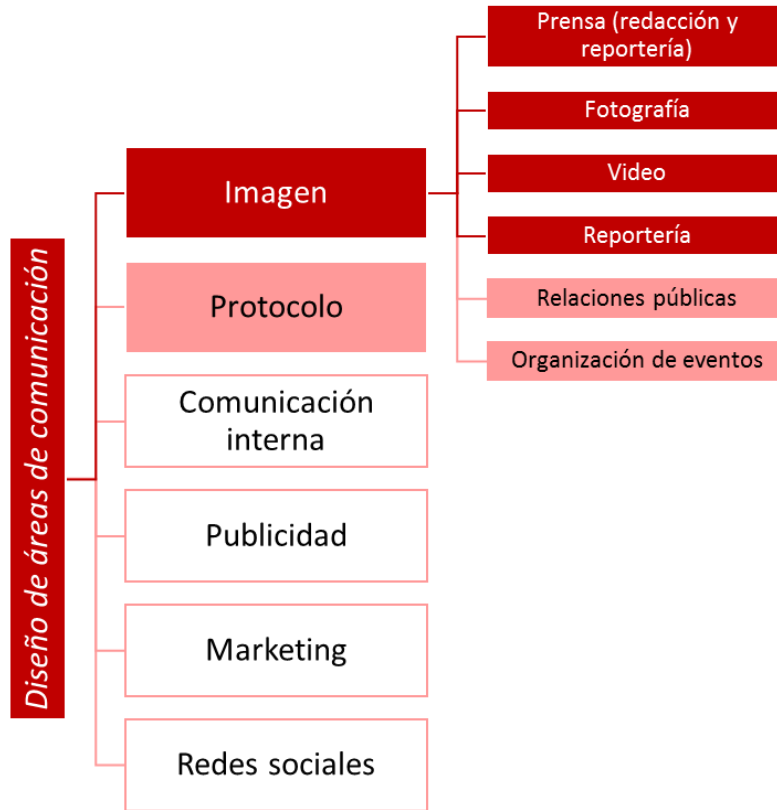 Diseño de áreas de comunicación
Imagen
Protocolo
Comunicación
interna
Publicidad
Marketing
Redes sociales
Prensa (redacción y
reportería)
Fotografía
Video
Reportería
Relaciones públicas
Organización de eventos